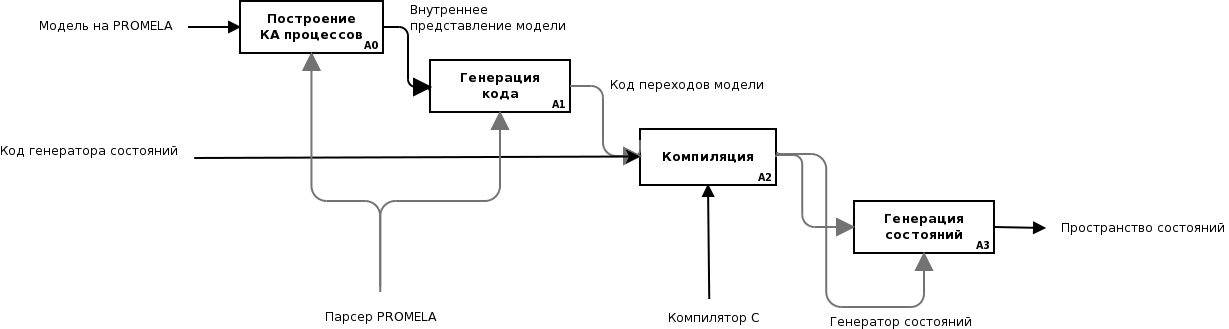 Модель на PROMELA
Построение
КА процессов
A0
Внутреннее
представление модели
Генерация
кода
A1
Код переходов модели
Код генератора состояний
Компиляция
A2
Генерация
состояний
A3
Пространство состояний
Парсер PROMELA
Компилятор С
Генератор состояний